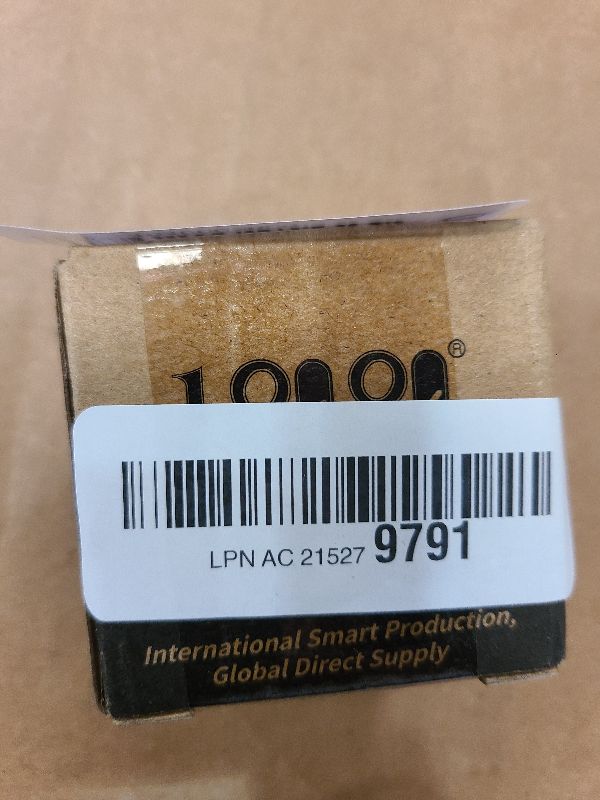 ®
LPN AC 21527 9791
International Smart Production,
Global Direct Supply